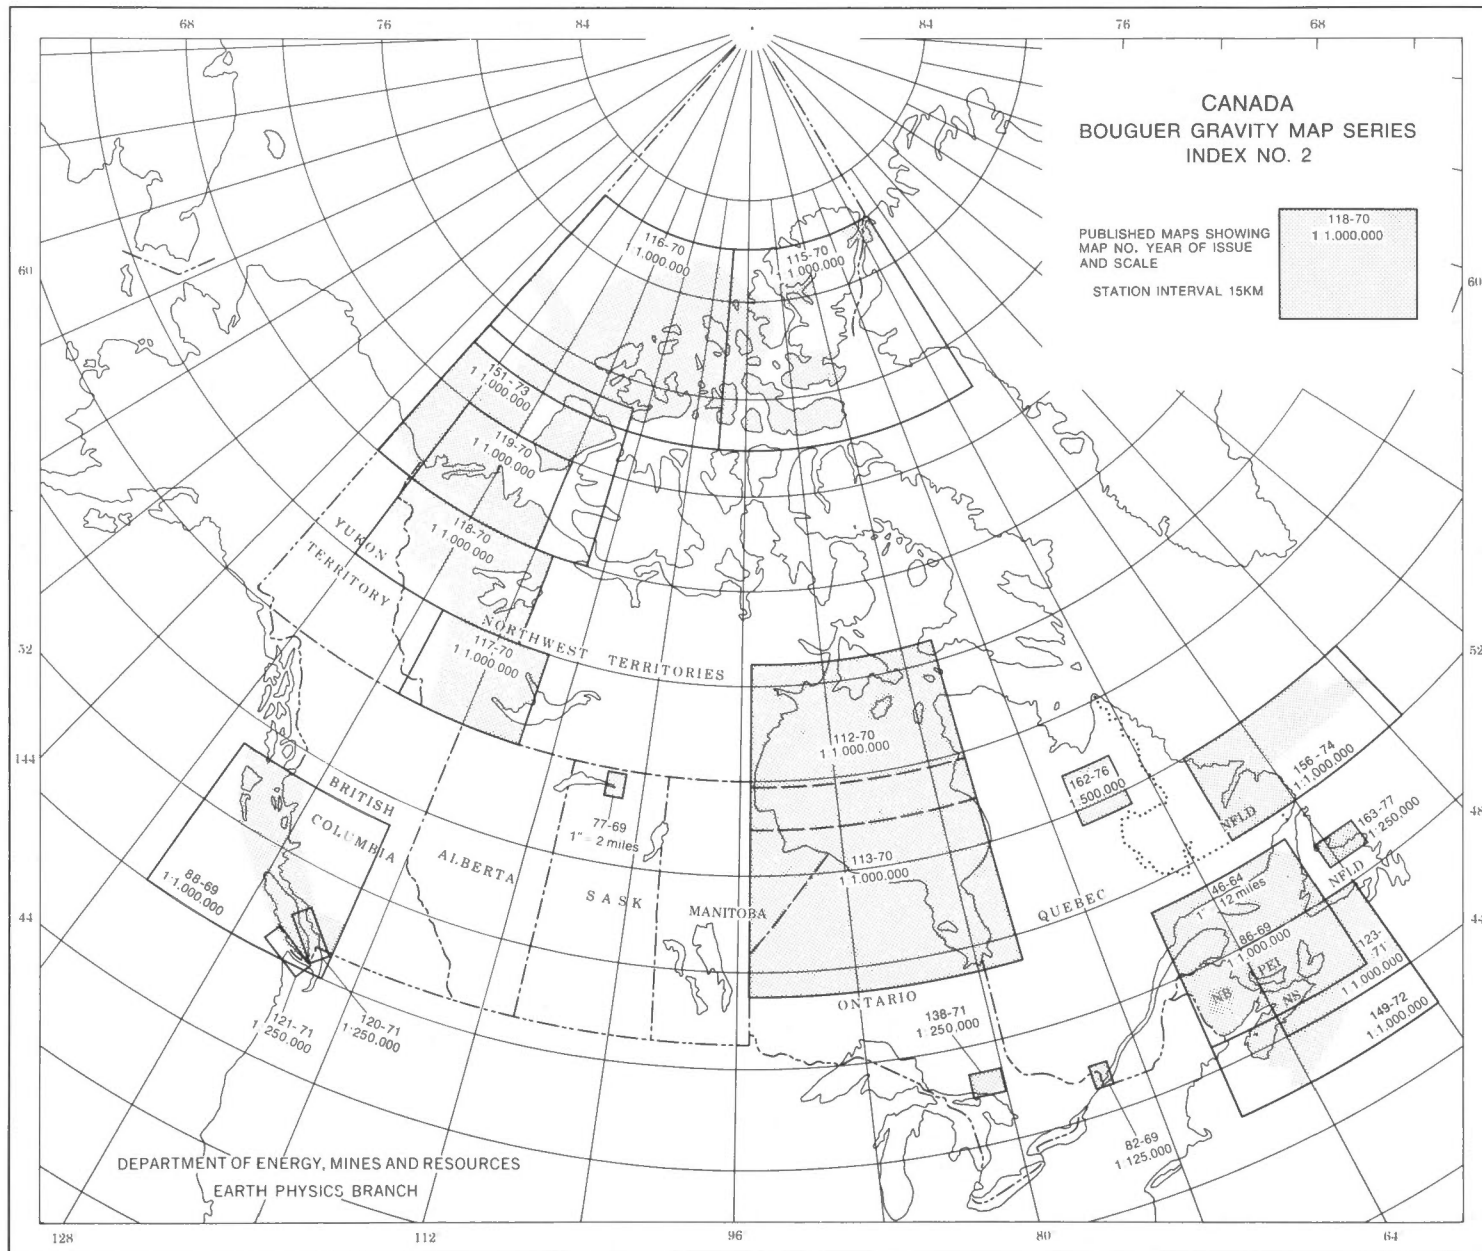 68
76
84
84
76
68
CANADA
BOUGUER GRAVITY MAP SERIES
INDEX NO. 2
PUBLISHED MAPS SHOWING
MAP NO. YEAR OF ISSUE
AND SCALE
STATION INTERVAL 15KM
118-70
1:1.000.000
116-70
1:1.000.000
115-70
1:1.000.000
60
60
151-73
1:1.000.000
119-70
1:1.000.000
118-70
1:1.000.000
YUKON
TERRITORY
NORTHWEST TERRITORIES
117-70
1:1.000.000
52
52
112-70
1:1.000.000
144
BRITISH
COLUMBIA
ALBERTA
SASK
MANITOBA
ONTARIO
QUEBEC
77-69
1" = 2 miles
113-70
1:1.000.000
162-76
1:500,000
156-74
1:1.000.000
NFLD
163-77
1:250,000
NFLD
48
88-69
1:1.000.000
44
44
46-64
1" = 12 miles
86-69
1:1.000.000
PEI
NB
NS
123-
71
1:1.000.000
149-72
1:1.000.000
121-71
1:250.000
120-71
1:250.000
138-71
1:250.000
82-69
1:125.000
DEPARTMENT OF ENERGY, MINES AND RESOURCES
EARTH PHYSICS BRANCH
128
112
96
80
64